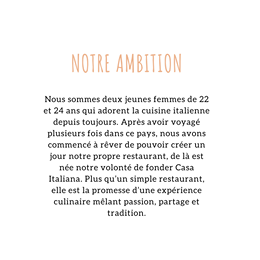 NOTRE AMBITION
Nous sommes deux jeunes femmes de 22
et 24 ans qui adorent la cuisine italienne
depuis toujours. Après avoir voyagé
plusieurs fois dans ce pays, nous avons
commencé à rêver de pouvoir créer un
jour notre propre restaurant, de là est
née notre volonté de fonder Casa
Italiana. Plus qu'un simple restaurant,
elle est la promesse d'une expérience
culinaire mêlant passion, partage et
tradition.